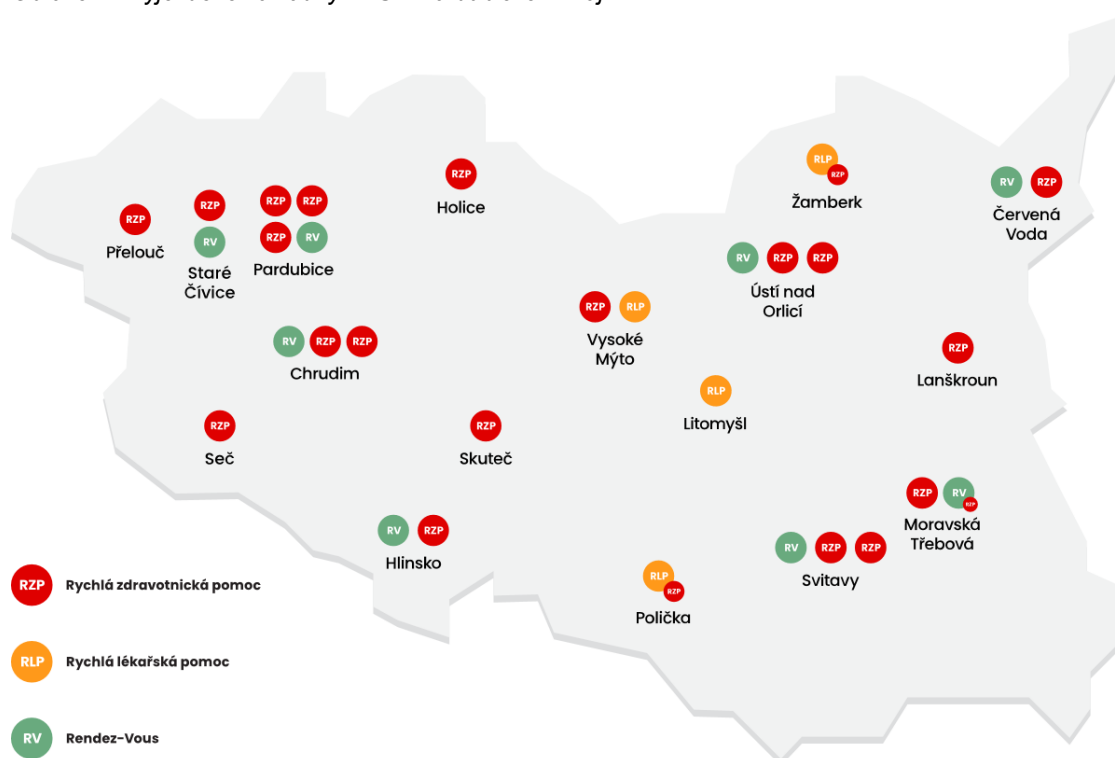 RZP
Holice
RLP
RZP
Žamberk
RV RZP
Červená
Voda
RZP
Přelouč
RZP
RV
Staré
Čívice
RZP RZP
RZP RV
Pardubice
RV RZP RZP
Ústí nad
Orlicí
RZP RLP
Vysoké
Mýto
RV RZP RZP
Chrudim
RZP
Lanškroun
RLP
Litomyšl
RZP
Seč
RZP
Skuteč
RZP RV
RZP
Moravská
Třebová
RV RZP
Hlinsko
RV RZP RZP
Svitavy
RLP
RZP
Polička
RZP Rychlá zdravotnická pomoc
RLP Rychlá lékařská pomoc
RV Rendez-Vous